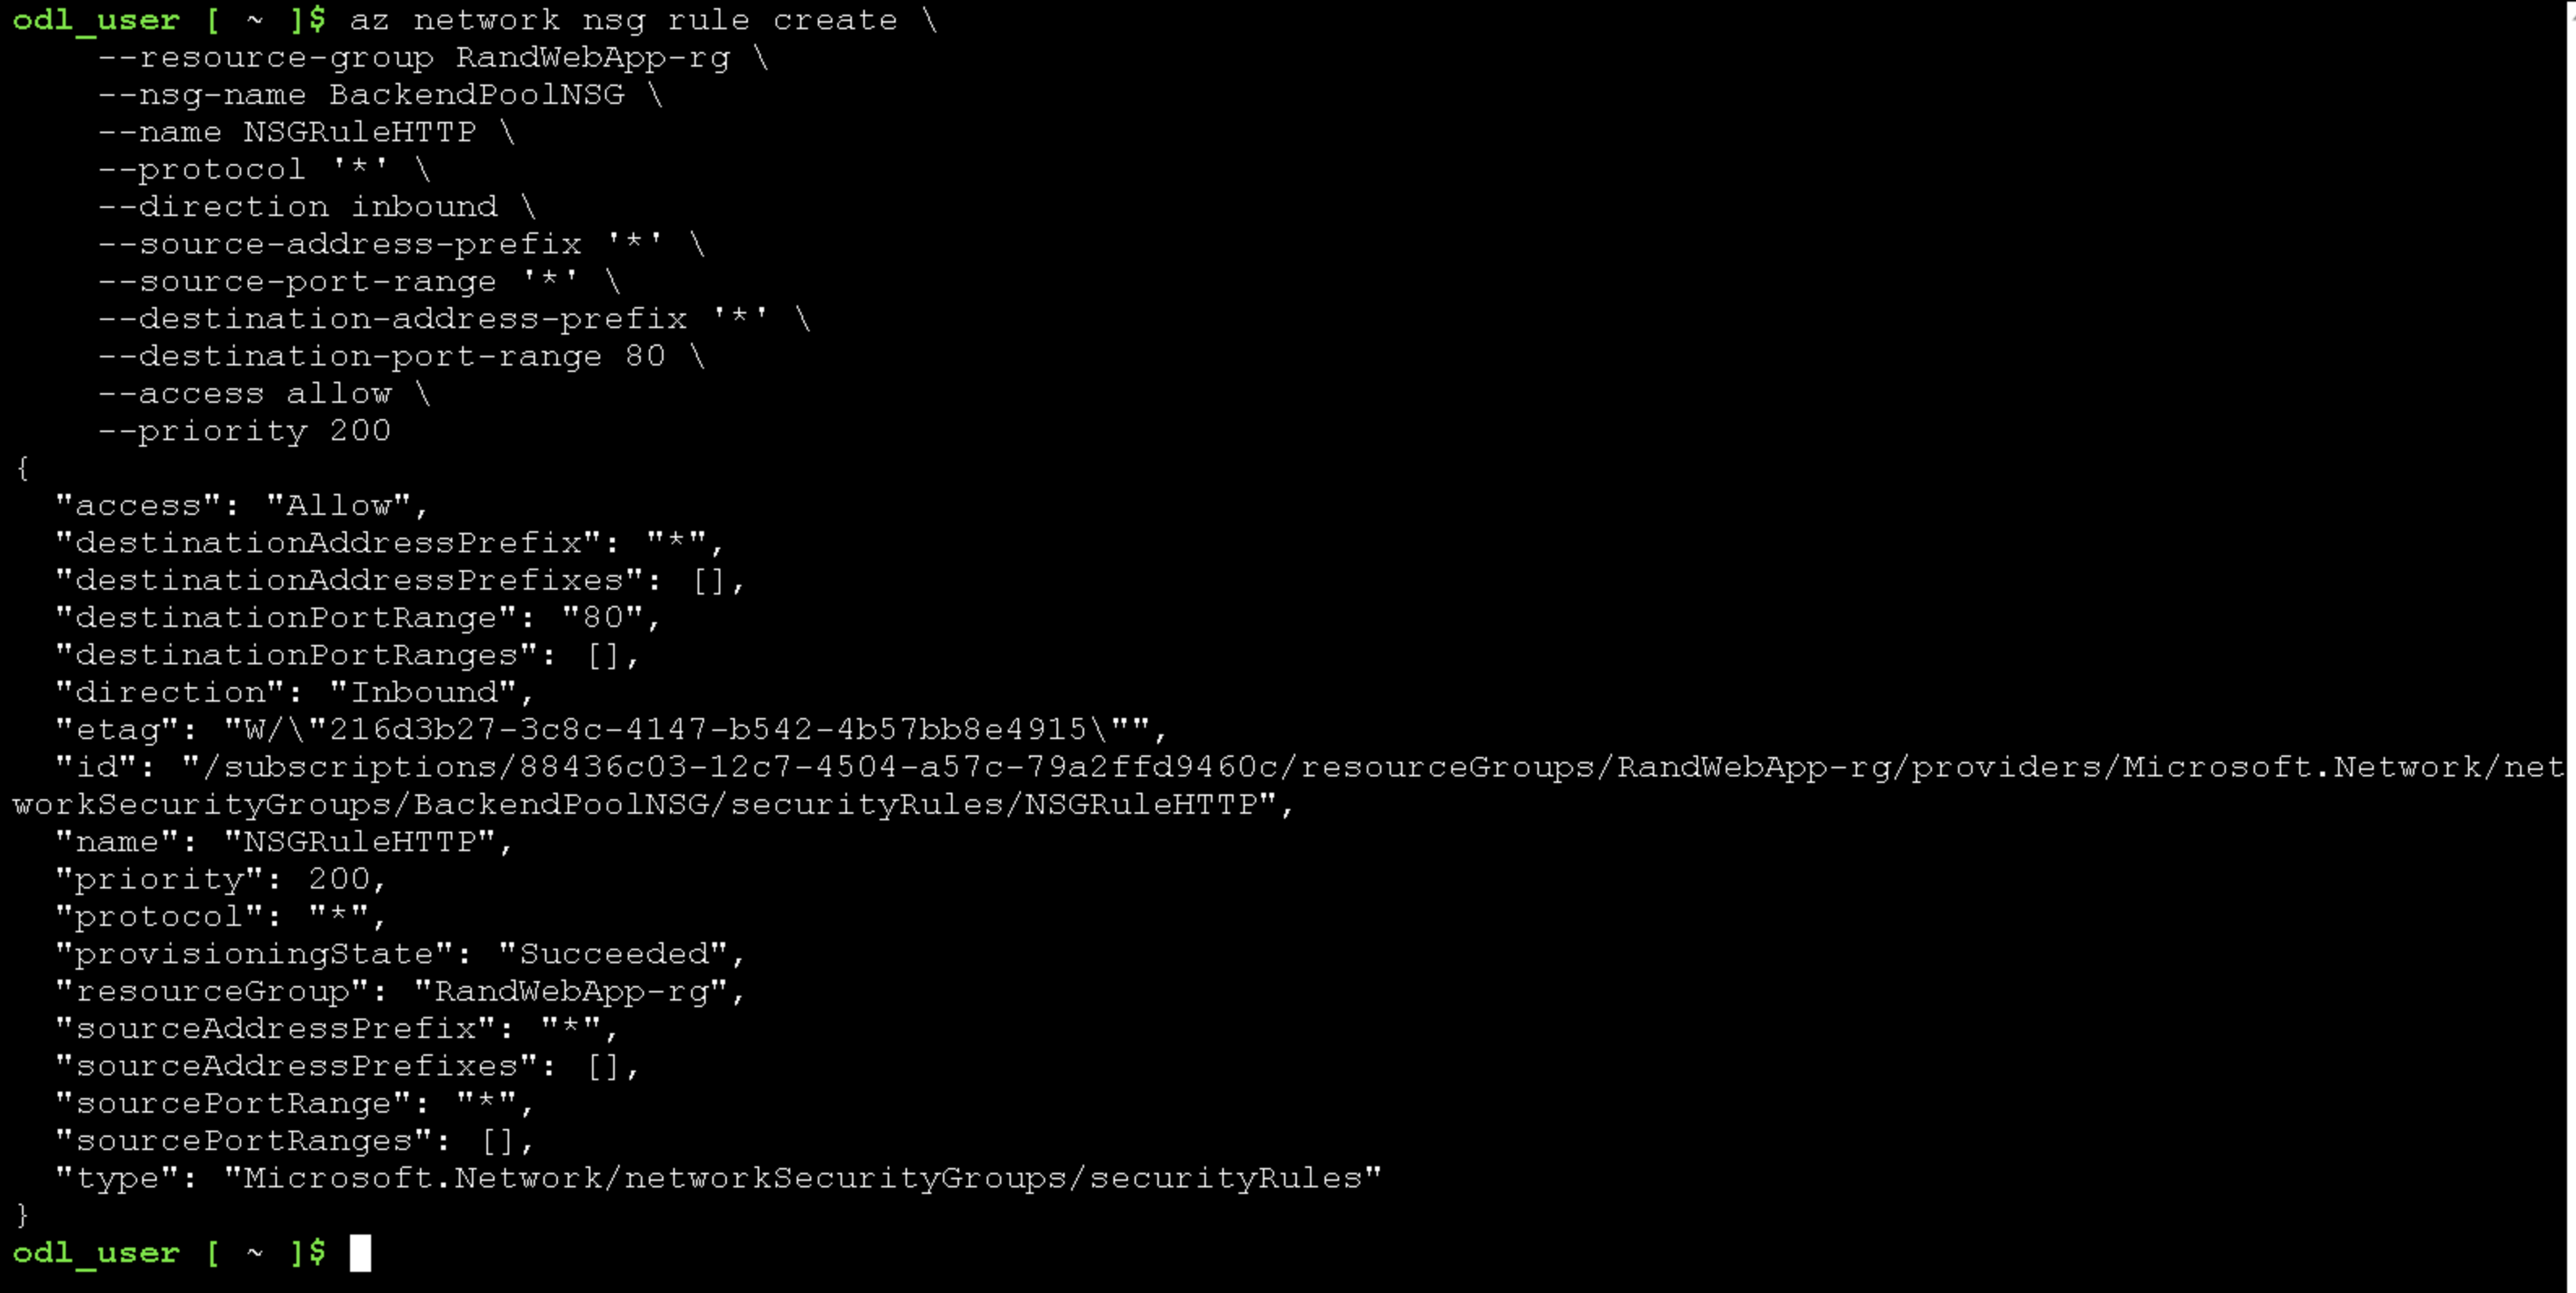 odl_user [ ~ ]$ az network nsg rule create \
    --resource-group RandWebApp-rg \
    --nsg-name BackendPoolNSG \
    --name NSGRuleHTTP \
    --protocol '*' \
    --direction inbound \
    --source-address-prefix '*' \
    --source-port-range '*' \
    --destination-address-prefix '*' \
    --destination-port-range 80 \
    --access allow \
    --priority 200
{
  "access": "Allow",
  "destinationAddressPrefix": "*",
  "destinationAddressPrefixes": [],
  "destinationPortRange": "80",
  "destinationPortRanges": [],
  "direction": "Inbound",
  "etag": "W/\"216d3b27-3c8c-4147-b542-4b57bb8e4915\"",
  "id": "/subscriptions/88436c03-12c7-4504-a57c-79a2ffd9460c/resourceGroups/RandWebApp-rg/providers/Microsoft.Network/net
workSecurityGroups/BackendPoolNSG/securityRules/NSGRuleHTTP",
  "name": "NSGRuleHTTP",
  "priority": 200,
  "protocol": "*",
  "provisioningState": "Succeeded",
  "resourceGroup": "RandWebApp-rg",
  "sourceAddressPrefix": "*",
  "sourceAddressPrefixes": [],
  "sourcePortRange": "*",
  "sourcePortRanges": [],
  "type": "Microsoft.Network/networkSecurityGroups/securityRules"
}
odl_user [ ~ ]$